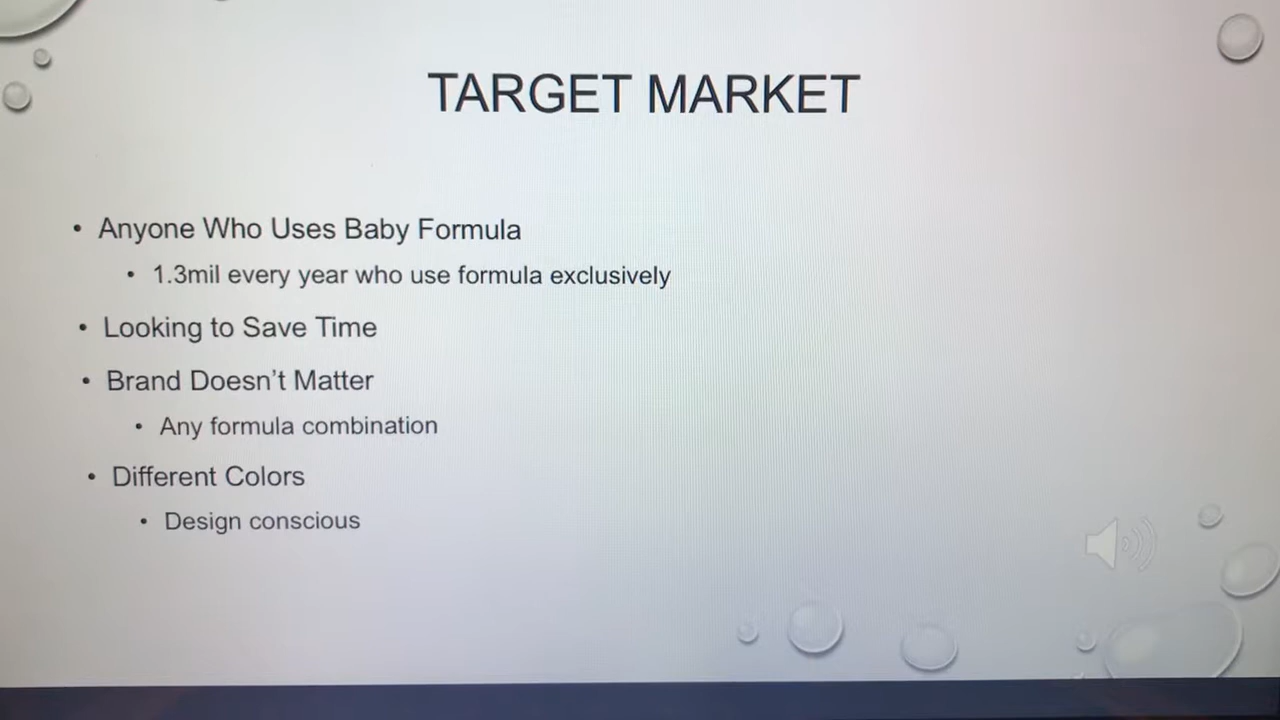 TARGET MARKET
• Anyone Who Uses Baby Formula
• 1.3mil every year who use formula exclusively
• Looking to Save Time
• Brand Doesn't Matter
• Any formula combination
• Different Colors
• Design conscious